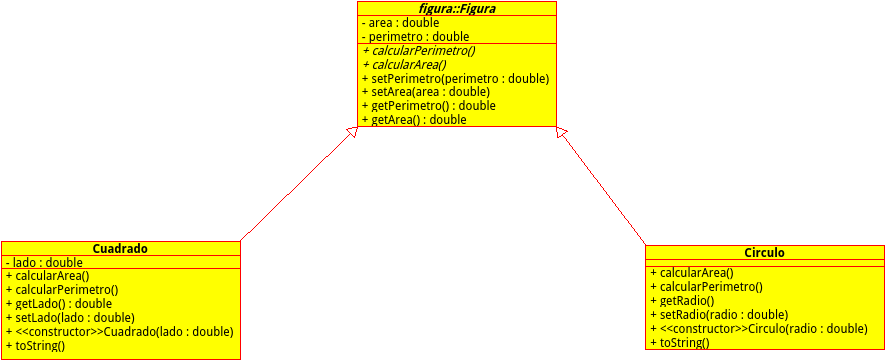 figura::Figura
- area : double
- perimetro : double
+ calcularPerimetro()
+ calcularArea()
+ setPerimetro(perimetro : double)
+ setArea(area : double)
+ getPerimetro() : double
+ getArea() : double
Cuadrado
- lado : double
+ calcularArea()
+ calcularPerimetro()
+ getLado() : double
+ setLado(lado : double)
+ <<constructor>>Cuadrado(lado : double)
+ toString()
Circulo
+ calcularArea()
+ calcularPerimetro()
+ getRadio()
+ setRadio(radio : double)
+ <<constructor>>Circulo(radio : double)
+ toString()